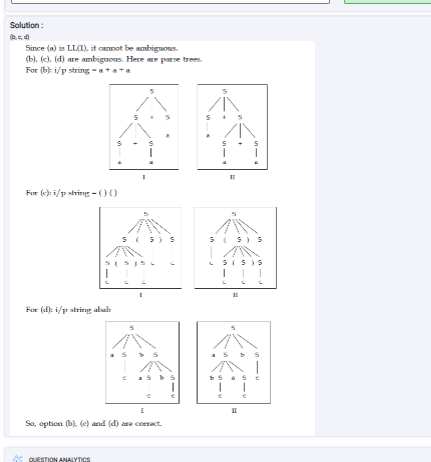 Solution :
(b, c, d)
Since (a) is LL(1), it cannot be ambiguous.
(b), (c), (d) are ambiguous. Here are parse trees.
For (b): i/p string = a + a + a
S S
S + S S + S
S + S a a S + S
a a a a
I II
For (c): i/p string = ( ) ( )
S S
S ( S ) S S ( S ) S
S ( S ) S ε ε ε S ( S ) S
ε ε ε ε ε ε
I II
For (d): i/p string abab
S S
a S b S a S b S
ε a S b S b S a S ε
ε ε ε ε
I II
So, option (b), (c) and (d) are correct.
QUESTION ANALYTICS